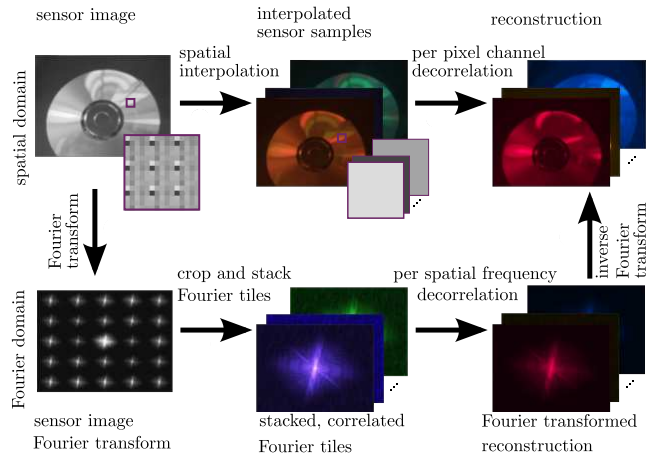 sensor image
interpolated
sensor samples
reconstruction
spatial
interpolation
per pixel channel
decorrelation
spatial domain
Fourier
transform
inverse
Fourier
transform
crop and stack
Fourier tiles
per spatial frequency
decorrelation
Fourier domain
sensor image
Fourier transform
stacked, correlated
Fourier tiles
Fourier transformed
reconstruction